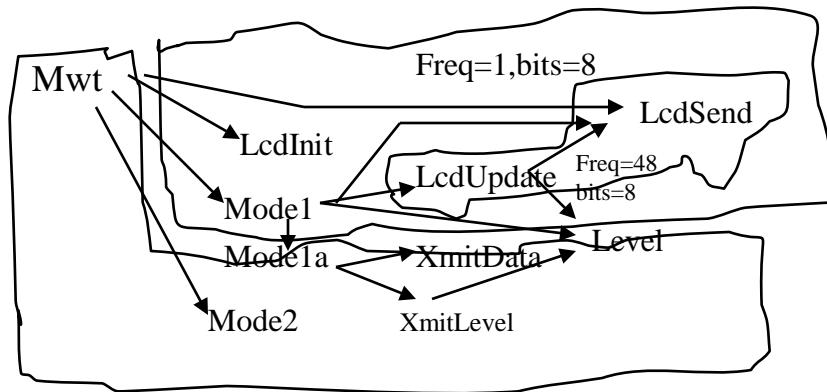 Freq=1,bits=8
Mwt
LcdSend
LcdInit
LcdUpdate
Freq=48
bits=8
Mode1
Level
Mode1a
XmitData
Mode2
XmitLevel